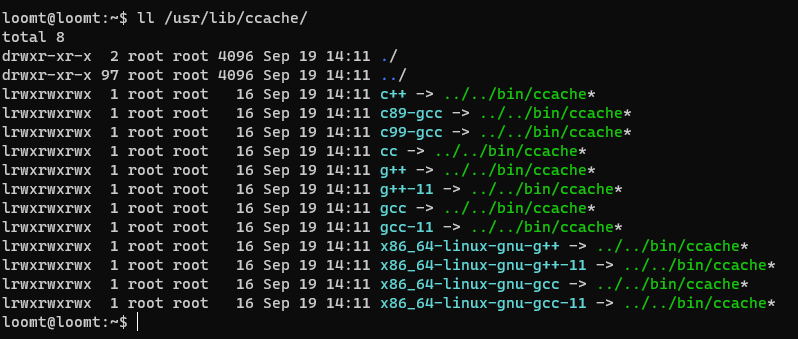 loomt@loomt:~$ ll /usr/lib/ccache/
total 8
drwxr-xr-x  2 root root 4096 Sep 19 14:11 ./
drwxr-xr-x 97 root root 4096 Sep 19 14:11 ../
lrwxrwxrwx  1 root root   16 Sep 19 14:11 c++ -> ../../bin/ccache*
lrwxrwxrwx  1 root root   16 Sep 19 14:11 c89-gcc -> ../../bin/ccache*
lrwxrwxrwx  1 root root   16 Sep 19 14:11 c99-gcc -> ../../bin/ccache*
lrwxrwxrwx  1 root root   16 Sep 19 14:11 cc -> ../../bin/ccache*
lrwxrwxrwx  1 root root   16 Sep 19 14:11 g++ -> ../../bin/ccache*
lrwxrwxrwx  1 root root   16 Sep 19 14:11 g++-11 -> ../../bin/ccache*
lrwxrwxrwx  1 root root   16 Sep 19 14:11 gcc -> ../../bin/ccache*
lrwxrwxrwx  1 root root   16 Sep 19 14:11 gcc-11 -> ../../bin/ccache*
lrwxrwxrwx  1 root root   16 Sep 19 14:11 x86_64-linux-gnu-g++ -> ../../bin/ccache*
lrwxrwxrwx  1 root root   16 Sep 19 14:11 x86_64-linux-gnu-g++-11 -> ../../bin/ccache*
lrwxrwxrwx  1 root root   16 Sep 19 14:11 x86_64-linux-gnu-gcc -> ../../bin/ccache*
lrwxrwxrwx  1 root root   16 Sep 19 14:11 x86_64-linux-gnu-gcc-11 -> ../../bin/ccache*
loomt@loomt:~$